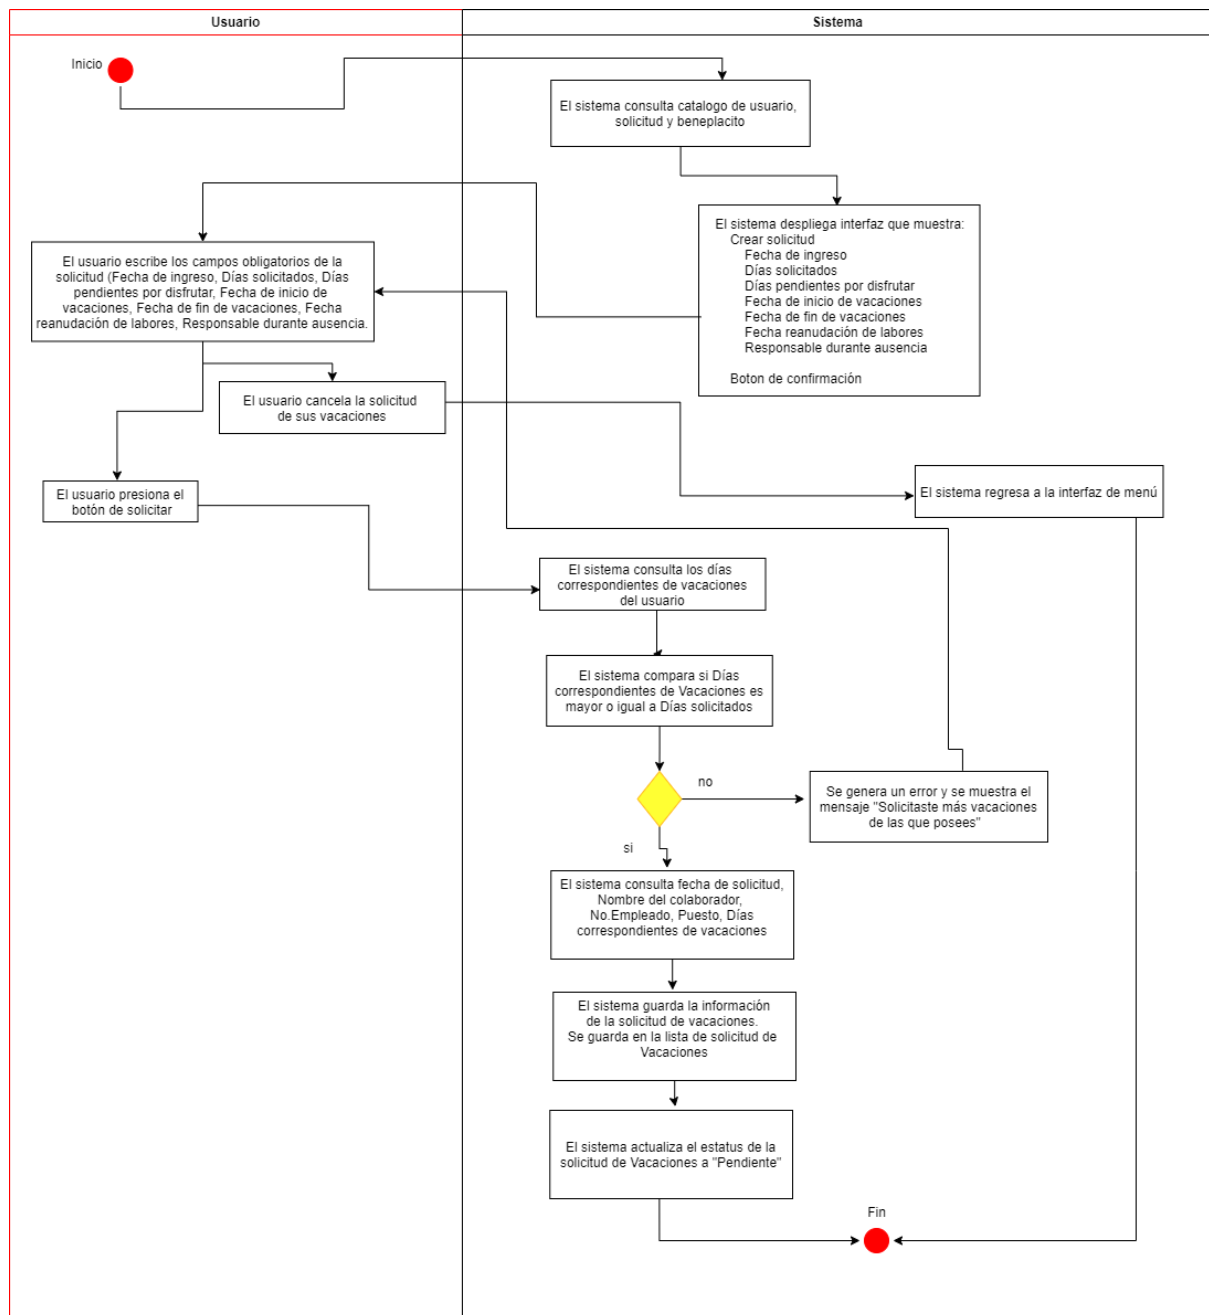 Usuario
Sistema
Inicio
El sistema consulta catalogo de usuario,
solicitud y beneplacito
El sistema despliega interfaz que muestra:
Crear solicitud
Fecha de ingreso
Días solicitados
Días pendientes por disfrutar
Fecha de inicio de vacaciones
Fecha de fin de vacaciones
Fecha reanudación de labores
Responsable durante ausencia
Boton de confirmación
El usuario escribe los campos obligatorios de la
solicitud (Fecha de ingreso, Días solicitados, Días
pendientes por disfrutar, Fecha de inicio de
vacaciones, Fecha de fin de vacaciones, Fecha
reanudación de labores, Responsable durante ausencia.
El usuario cancela la solicitud
de sus vacaciones
El usuario presiona el
botón de solicitar
El sistema regresa a la interfaz de menú
El sistema consulta los días
correspondientes de vacaciones
del usuario
El sistema compara si Días
correspondientes de Vacaciones es
mayor o igual a Días solicitados
no
Se genera un error y se muestra el
mensaje "Solicitaste más vacaciones
de las que posees"
si
El sistema consulta fecha de solicitud,
Nombre del colaborador,
No.Empleado, Puesto, Días
correspondientes de vacaciones
El sistema guarda la información
de la solicitud de vacaciones.
Se guarda en la lista de solicitud de
Vacaciones
El sistema actualiza el estatus de la
solicitud de Vacaciones a "Pendiente"
Fin